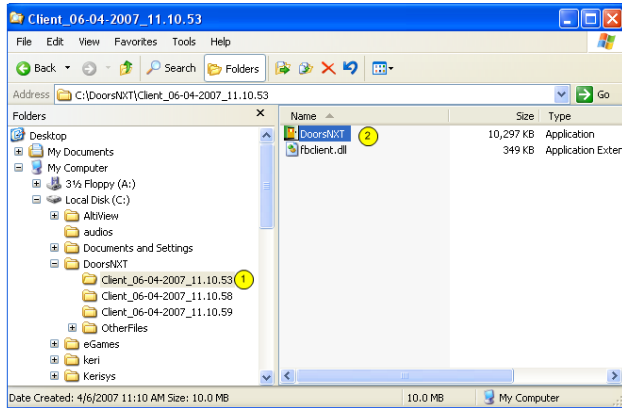 Client_06-04-2007_11.10.53
File Edit View Favorites Tools Help
Back Search Folders
Address C:\DoorsNXT\Client_06-04-2007_11.10.53 Go
Folders x Name Size Type
Desktop
My Documents
My Computer
3½ Floppy (A:)
Local Disk (C:)
AltiView
audios
Documents and Settings
DoorsNXT
Client_06-04-2007_11.10.53 1
Client_06-04-2007_11.10.58
Client_06-04-2007_11.10.59
OtherFiles
eGames
keri
Kerisys
DoorsNXT 2 10,297 KB Application
fbclient.dll 349 KB Application Exter
Date Created: 4/6/2007 11:10 AM Size: 10.0 MB 10.0 MB My Computer